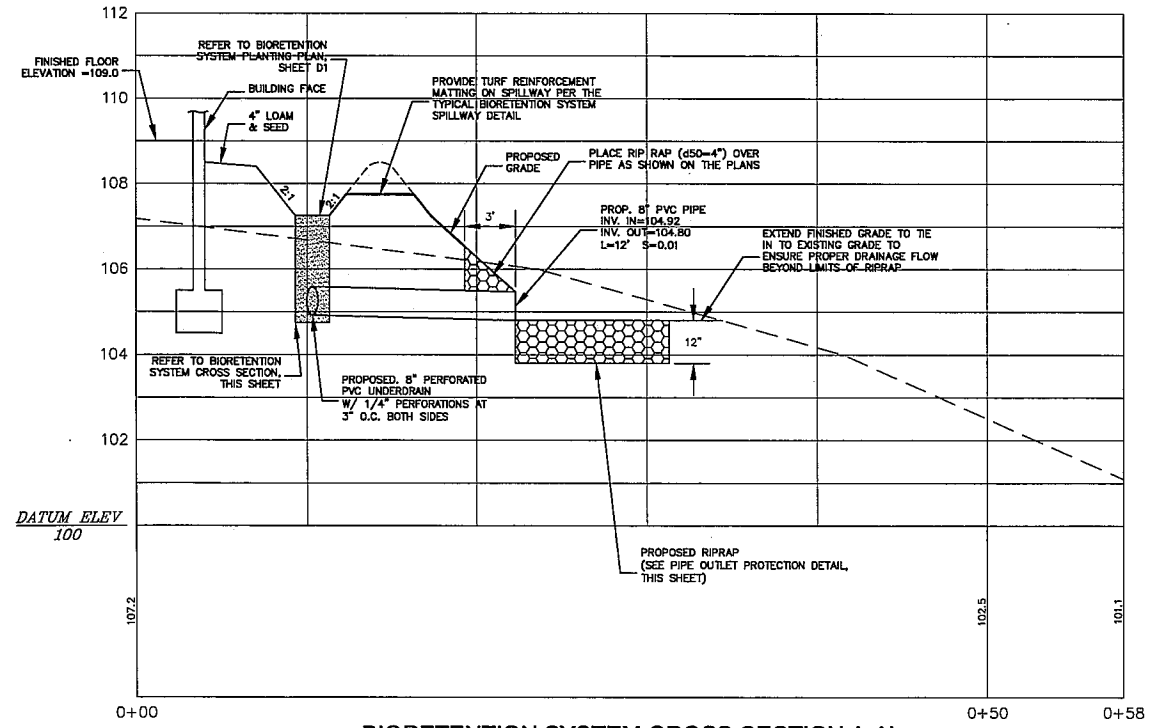 112
110
108
106
104
102
DATUM ELEV
100
FINISHED FLOOR
ELEVATION =109.0
REFER TO BIORETENTION
SYSTEM PLANTING PLAN,
SHEET D1
BUILDING FACE
4" LOAM
& SEED
PROVIDE TURF REINFORCEMENT
MATTING ON SPILLWAY PER THE
TYPICAL BIORETENTION SYSTEM
SPILLWAY DETAIL
PROPOSED
GRADE
PLACE RIP RAP (d50=4") OVER
PIPE AS SHOWN ON THE PLANS
2:1
2:1
3'
PROP. 8" PVC PIPE
INV. IN=104.92
INV. OUT=104.80
L=12' S=0.01
EXTEND FINISHED GRADE TO TIE
IN TO EXISTING GRADE TO
ENSURE PROPER DRAINAGE FLOW
BEYOND LIMITS OF RIPRAP
12"
REFER TO BIORETENTION
SYSTEM CROSS SECTION,
THIS SHEET
PROPOSED. 8" PERFORATED
PVC UNDERDRAIN
W/ 1/4" PERFORATIONS AT
3" O.C. BOTH SIDES
PROPOSED RIPRAP
(SEE PIPE OUTLET PROTECTION DETAIL,
THIS SHEET)
107.2
102.5
101.1
0+00
0+50
0+58